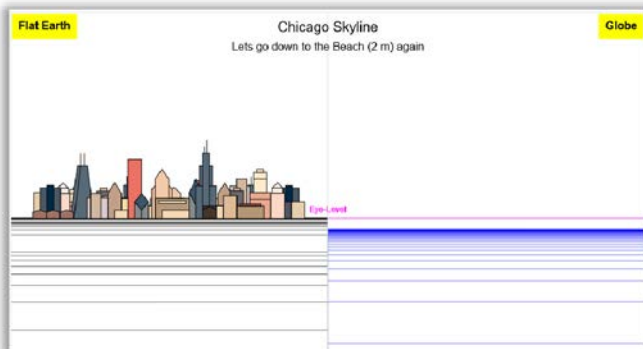 Flat Earth
Chicago Skyline
Globe
Lets go down to the Beach (2 m) again
Eye-Level